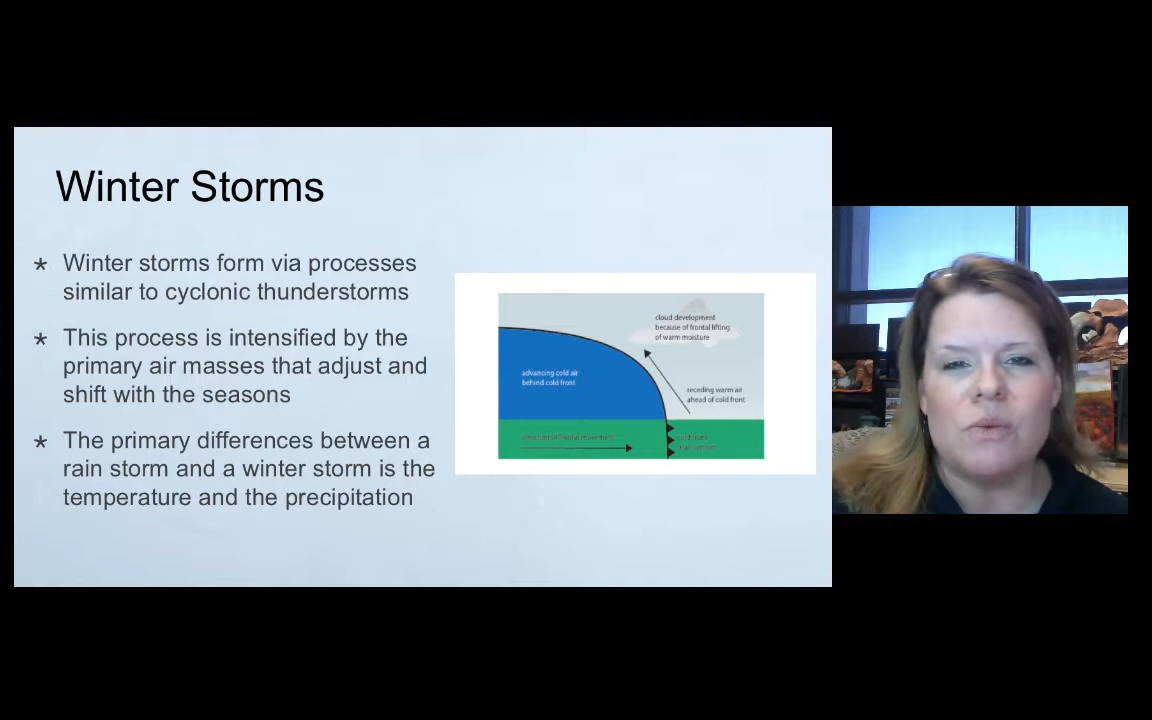 Winter Storms
* Winter storms form via processes
similar to cyclonic thunderstorms
* This process is intensified by the
primary air masses that adjust and
shift with the seasons
* The primary differences between a
rain storm and a winter storm is the
temperature and the precipitation
cloud development
because of frontal lifting
of warm moisture
advancing cold air
behind cold front
receding warm air
ahead of cold front